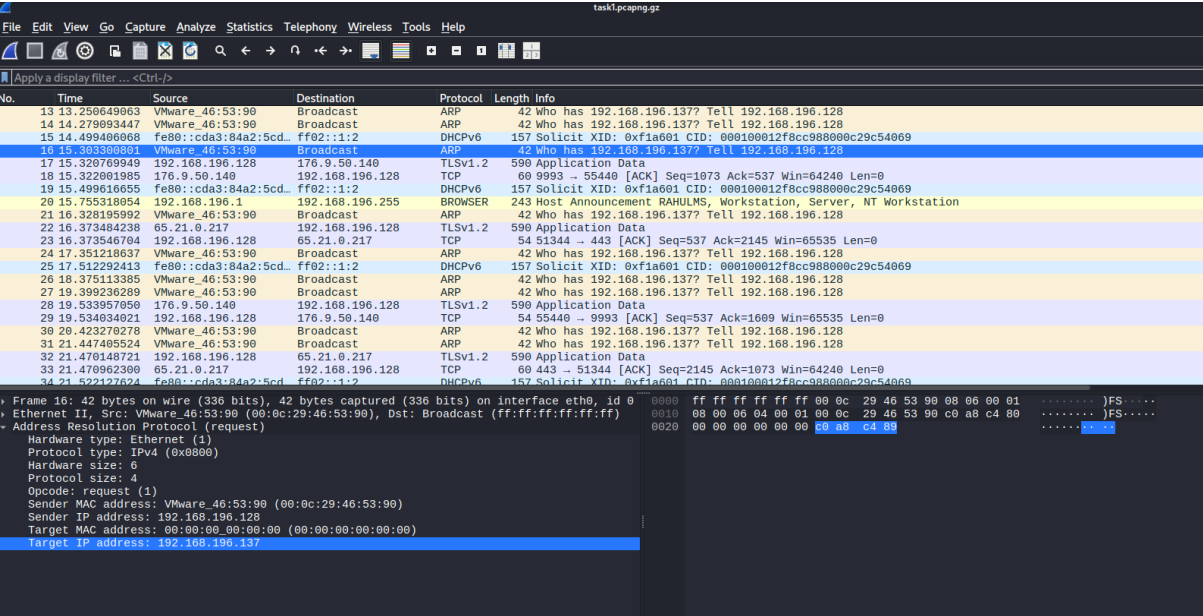 task1.pcapng.gz
File Edit View Go Capture Analyze Statistics Telephony Wireless Tools Help
Apply a display filter ... <Ctrl-/>
No. Time Source Destination Protocol Length Info
13 13.250649063 VMware_46:53:90 Broadcast ARP 42 Who has 192.168.196.137? Tell 192.168.196.128
14 14.279093447 VMware_46:53:90 Broadcast ARP 42 Who has 192.168.196.137? Tell 192.168.196.128
15 14.499406068 fe80::cda3:84a2:5cd… ff02::1:2 DHCPv6 157 Solicit XID: 0xf1a601 CID: 000100012f8cc988000c29c54069
16 15.303300801 VMware_46:53:90 Broadcast ARP 42 Who has 192.168.196.137? Tell 192.168.196.128
17 15.320769949 192.168.196.128 176.9.50.140 TLSv1.2 590 Application Data
18 15.322001985 176.9.50.140 192.168.196.128 TCP 60 9993 → 55440 [ACK] Seq=1073 Ack=537 Win=64240 Len=0
19 15.499616655 fe80::cda3:84a2:5cd… ff02::1:2 DHCPv6 157 Solicit XID: 0xf1a601 CID: 000100012f8cc988000c29c54069
20 15.755318054 192.168.196.1 192.168.196.255 BROWSER 243 Host Announcement RAHULMS, Workstation, Server, NT Workstation
21 16.328195992 VMware_46:53:90 Broadcast ARP 42 Who has 192.168.196.137? Tell 192.168.196.128
22 16.373484238 65.21.0.217 192.168.196.128 TLSv1.2 590 Application Data
23 16.373546704 192.168.196.128 65.21.0.217 TCP 54 51344 → 443 [ACK] Seq=537 Ack=2145 Win=65535 Len=0
24 17.351218637 VMware_46:53:90 Broadcast ARP 42 Who has 192.168.196.137? Tell 192.168.196.128
25 17.512292413 fe80::cda3:84a2:5cd… ff02::1:2 DHCPv6 157 Solicit XID: 0xf1a601 CID: 000100012f8cc988000c29c54069
26 18.375113385 VMware_46:53:90 Broadcast ARP 42 Who has 192.168.196.137? Tell 192.168.196.128
27 19.399236289 VMware_46:53:90 Broadcast ARP 42 Who has 192.168.196.137? Tell 192.168.196.128
28 19.533957050 176.9.50.140 192.168.196.128 TLSv1.2 590 Application Data
29 19.534034021 192.168.196.128 176.9.50.140 TCP 54 55440 → 9993 [ACK] Seq=537 Ack=1609 Win=65535 Len=0
30 20.423270278 VMware_46:53:90 Broadcast ARP 42 Who has 192.168.196.137? Tell 192.168.196.128
31 21.447405524 VMware_46:53:90 Broadcast ARP 42 Who has 192.168.196.137? Tell 192.168.196.128
32 21.470148721 192.168.196.128 65.21.0.217 TLSv1.2 590 Application Data
33 21.470962300 65.21.0.217 192.168.196.128 TCP 60 443 → 51344 [ACK] Seq=2145 Ack=1073 Win=64240 Len=0
34 21.522127624 fe80::cda3:84a2:5cd… ff02::1:2 DHCPv6 157 Solicit XID: 0xf1a601 CID: 000100012f8cc988000c29c54069
Frame 16: 42 bytes on wire (336 bits), 42 bytes captured (336 bits) on interface eth0, id 0
Ethernet II, Src: VMware_46:53:90 (00:0c:29:46:53:90), Dst: Broadcast (ff:ff:ff:ff:ff:ff)
Address Resolution Protocol (request)
Hardware type: Ethernet (1)
Protocol type: IPv4 (0x0800)
Hardware size: 6
Protocol size: 4
Opcode: request (1)
Sender MAC address: VMware_46:53:90 (00:0c:29:46:53:90)
Sender IP address: 192.168.196.128
Target MAC address: 00:00:00_00:00:00 (00:00:00:00:00:00)
Target IP address: 192.168.196.137
0000 ff ff ff ff ff ff 00 0c 29 46 53 90 08 06 00 01 ········ )FS·····
0010 08 00 06 04 00 01 00 0c 29 46 53 90 c0 a8 c4 80 ········ )FS·····
0020 00 00 00 00 00 00 c0 a8 c4 89 ········ ··